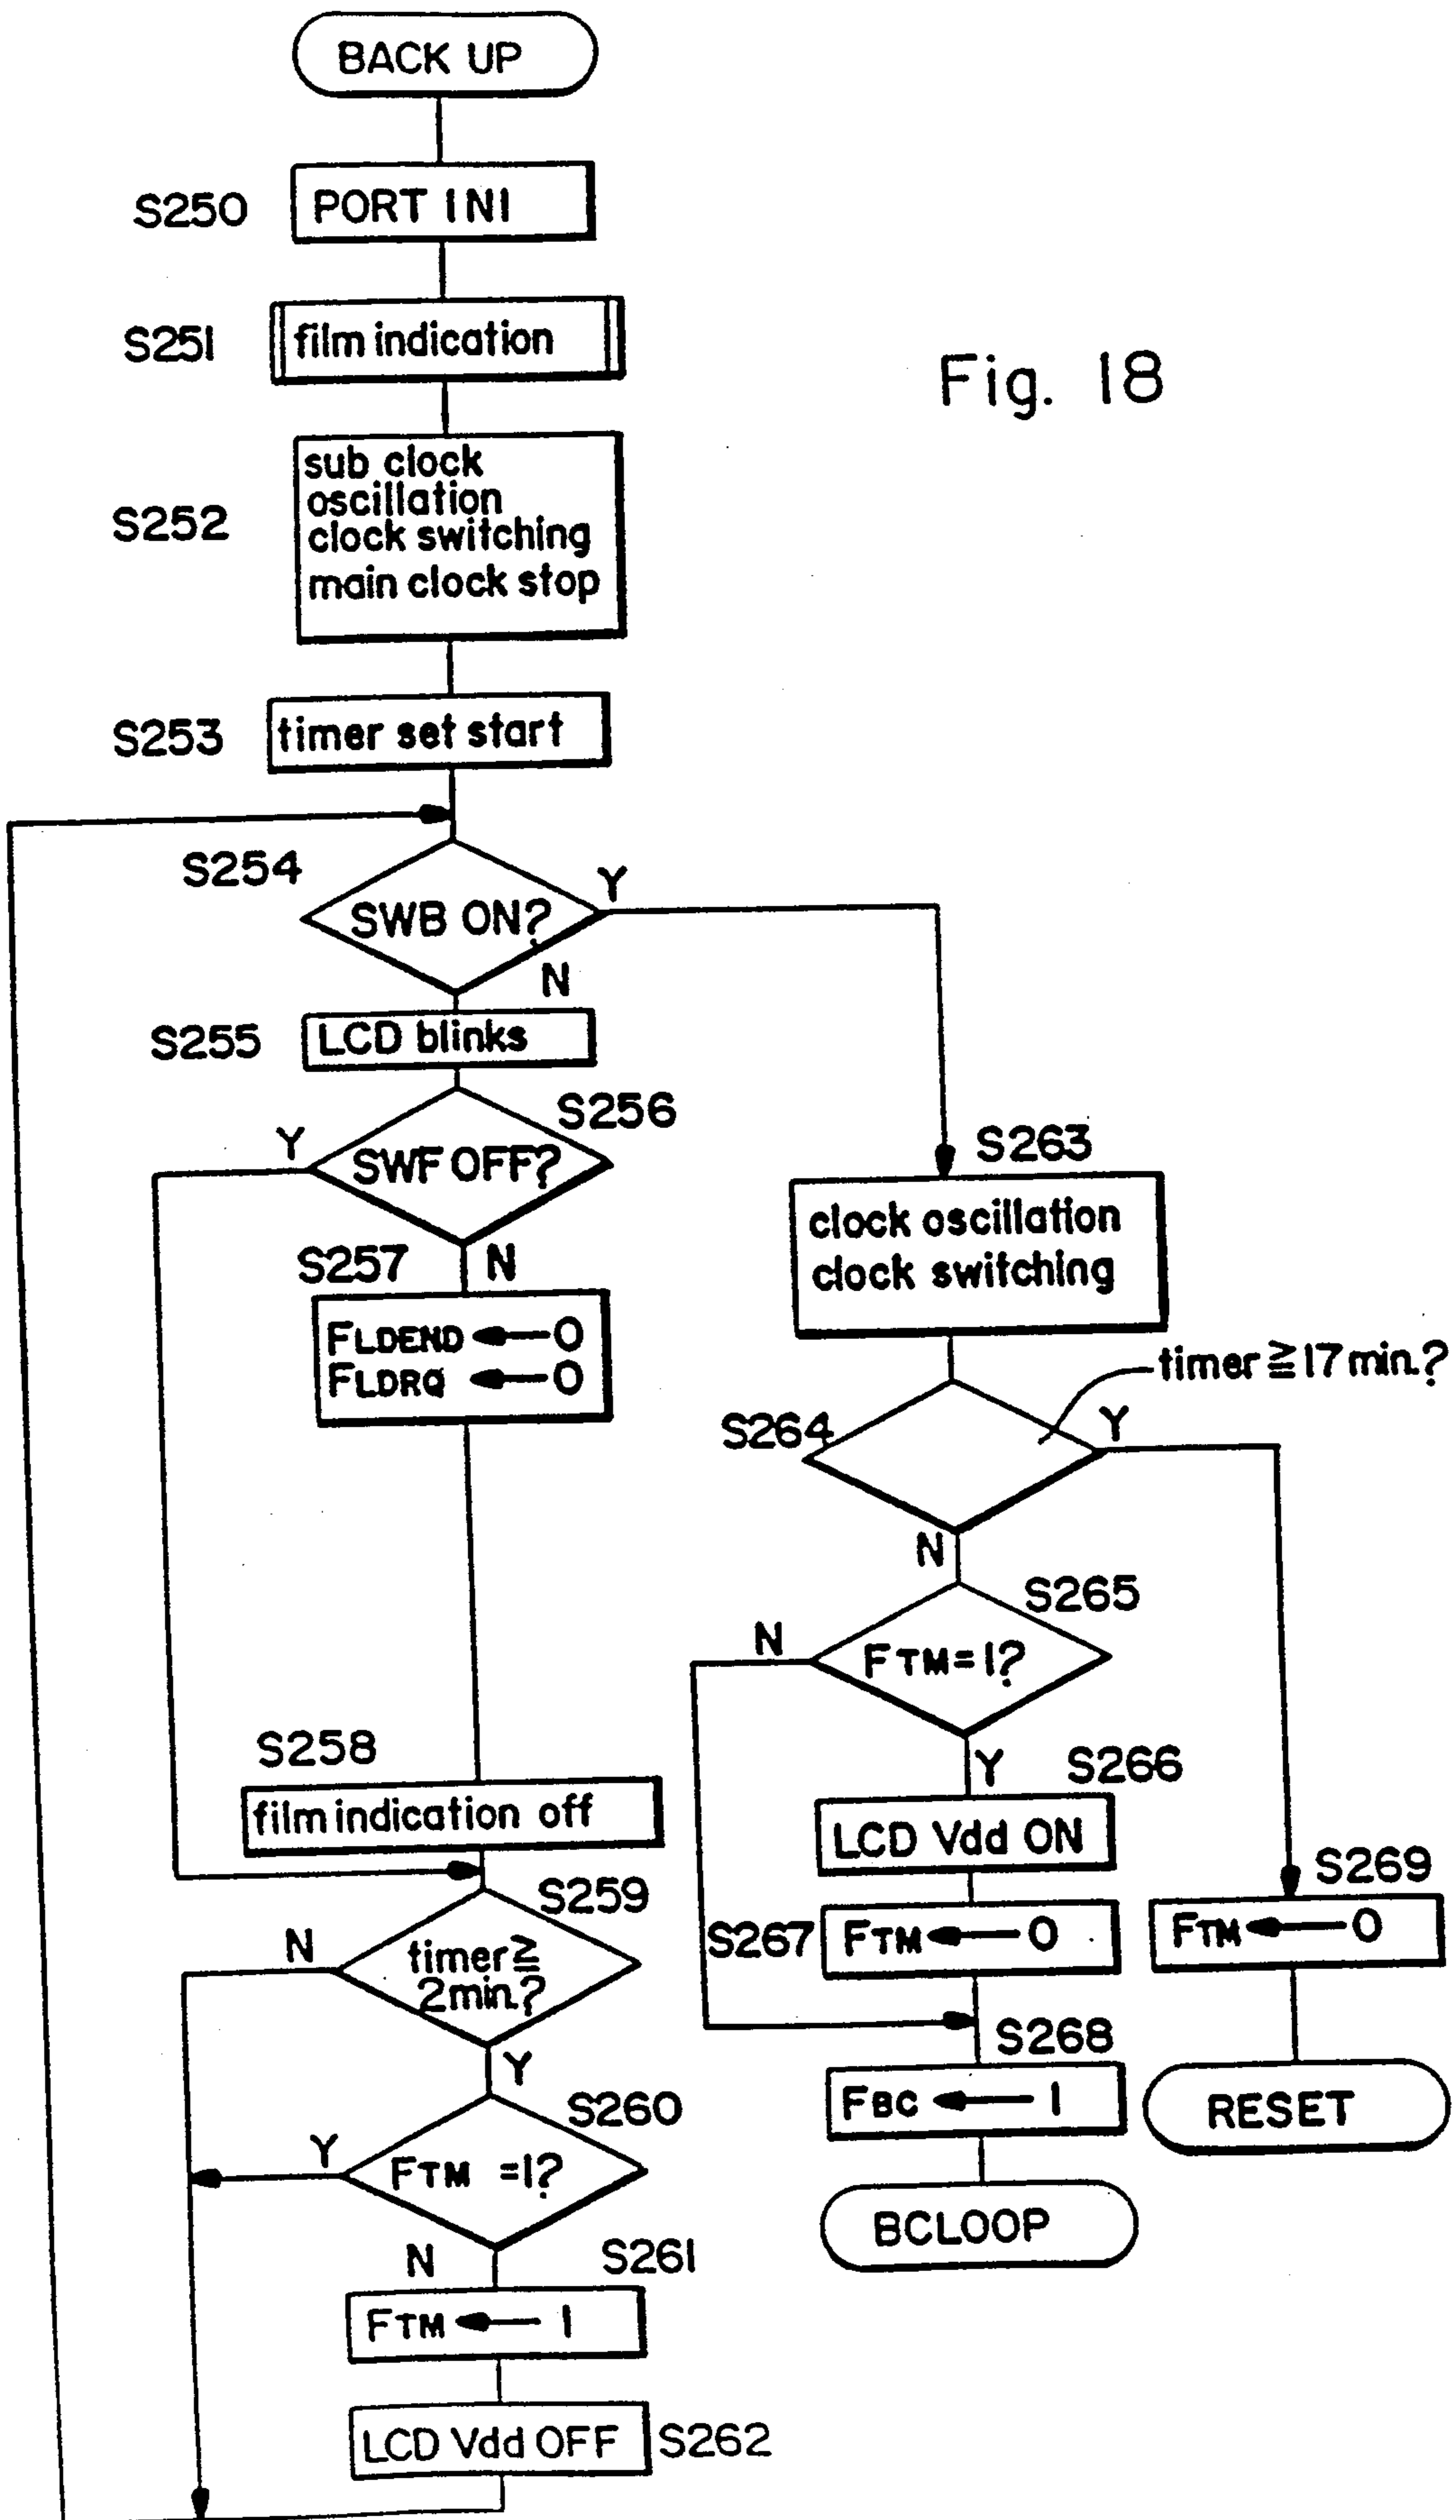 BACK UP
S250
PORT INI
S251
film indication
Fig. 18
S252
sub clock
oscillation
clock switching
main clock stop
S253
timer set start
S254
SWB ON?
Y
N
S255
LCD blinks
S256
Y
SWF OFF?
N
S257
FLDEND ← 0
FLDRQ ← 0
S258
film indication off
S259
N
timer ≧
2min.?
Y
S260
Y
FTM =1?
N
S261
FTM ← 1
LCD Vdd OFF
S262
S263
clock oscillation
clock switching
timer ≧ 17 min.?
S264
Y
N
S265
N
FTM=1?
Y
S266
LCD Vdd ON
S267
FTM ← 0
S268
FBC ← 1
BCLOOP
S269
FTM ← 0
RESET